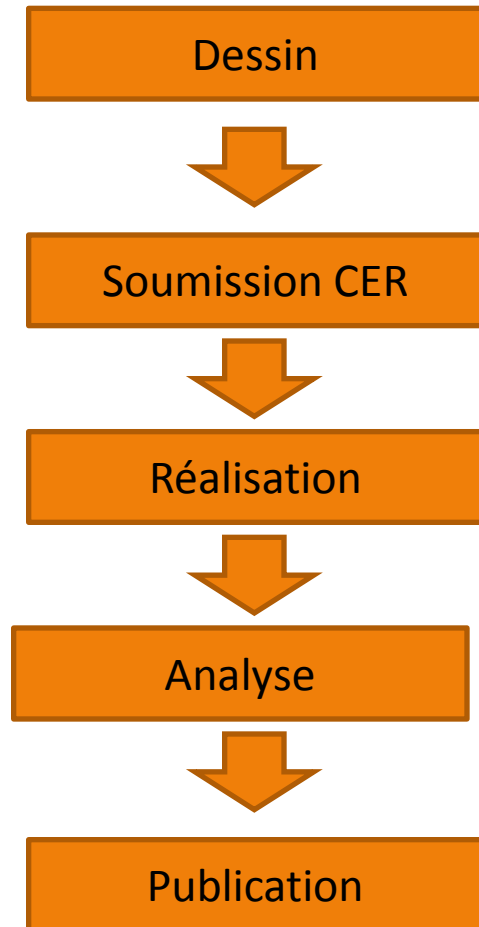 Dessin
Soumission CER
Réalisation
Analyse
Publication